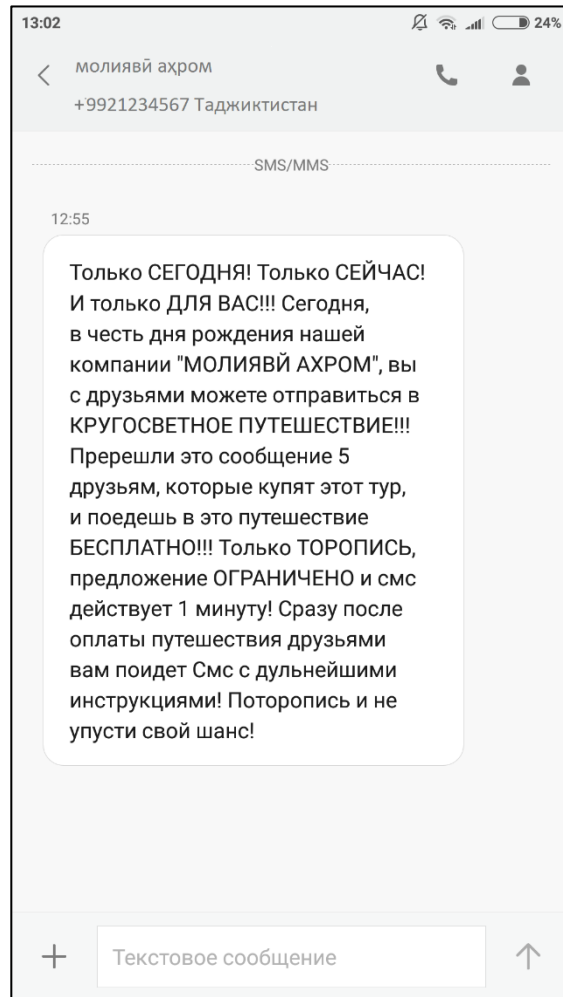 13:02
24%
молиявӣ аҳром
+9921234567 Таджиктистан
SMS/MMS
12:55
Только СЕГОДНЯ! Только СЕЙЧАС!
И только ДЛЯ ВАС!!! Сегодня,
в честь дня рождения нашей
компании "МОЛИЯВЙ АХРОМ", вы
с друзьями можете отправиться в
КРУГОСВЕТНОЕ ПУТЕШЕСТВИЕ!!!
Пререшли это сообщение 5
друзьям, которые купят этот тур,
и поедешь в это путешествие
БЕСПЛАТНО!!! Только ТОРОПИСЬ,
предложение ОГРАНИЧЕНО и смс
действует 1 минуту! Сразу после
оплаты путешествия друзьями
вам поидет Смс с дульнейшими
инструкциями! Поторопись и не
упусти свой шанс!
Текстовое сообщение